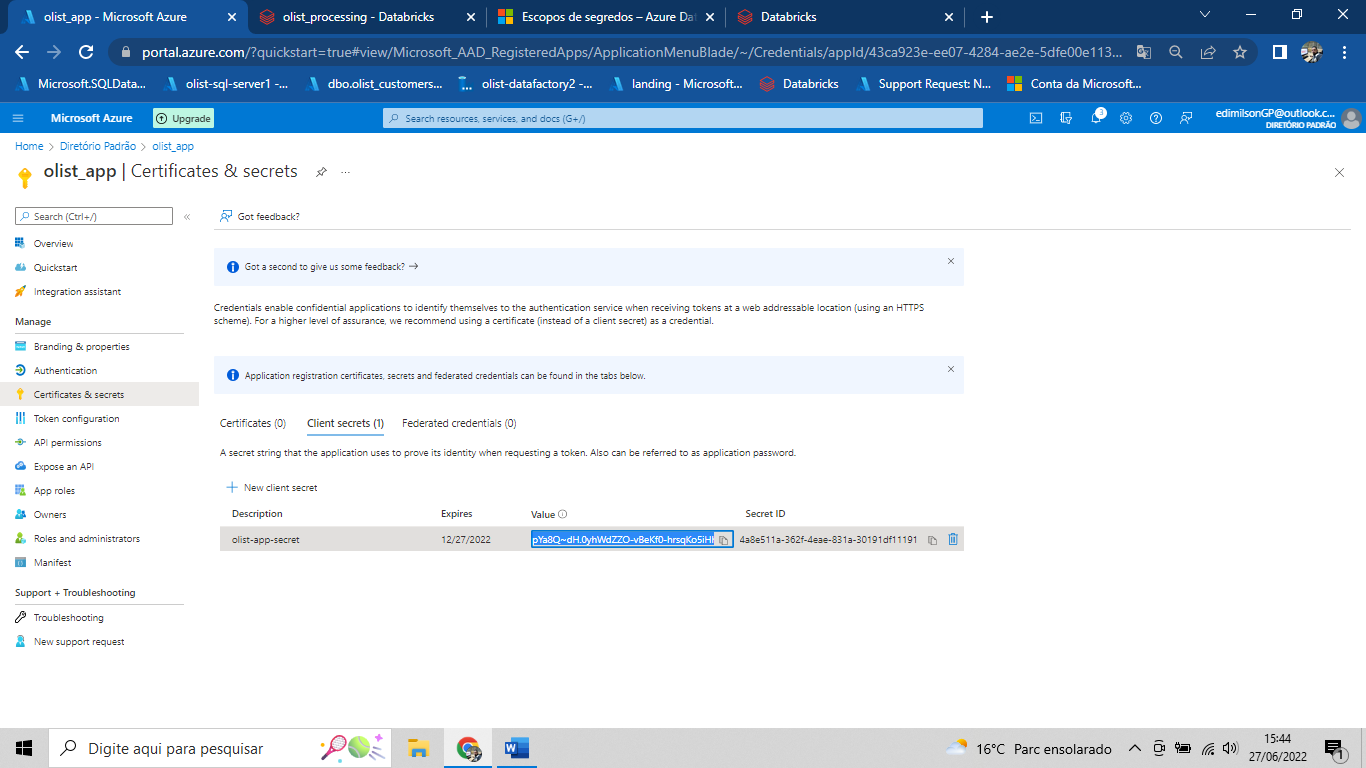 olist_app - Microsoft Azure
olist_processing - Databricks
Escopos de segredos – Azure Da
Databricks
portal.azure.com/?quickstart=true#view/Microsoft_AAD_RegisteredApps/ApplicationMenuBlade/~/Credentials/appId/43ca923e-ee07-4284-ae2e-5dfe00e113...
Microsoft.SQLData...
olist-sql-server1 -...
dbo.olist_customers...
olist-datafactory2 -...
landing - Microsoft...
Databricks
Support Request: N...
Conta da Microsoft...
Microsoft Azure
Upgrade
Search resources, services, and docs (G+/)
3
edimilsonGP@outlook.c...
DIRETÓRIO PADRÃO
Home > Diretório Padrão > olist_app
olist_app | Certificates & secrets
...
Search (Ctrl+/)
«
Got feedback?
Overview
Quickstart
Integration assistant
Manage
Branding & properties
Authentication
Certificates & secrets
Token configuration
API permissions
Expose an API
App roles
Owners
Roles and administrators
Manifest
Support + Troubleshooting
Troubleshooting
New support request
Got a second to give us some feedback? →
Credentials enable confidential applications to identify themselves to the authentication service when receiving tokens at a web addressable location (using an HTTPS
scheme). For a higher level of assurance, we recommend using a certificate (instead of a client secret) as a credential.
Application registration certificates, secrets and federated credentials can be found in the tabs below.
Certificates (0)
Client secrets (1)
Federated credentials (0)
A secret string that the application uses to prove its identity when requesting a token. Also can be referred to as application password.
New client secret
Description
Expires
Value
Secret ID
olist-app-secret
12/27/2022
pYa8Q~dH.0yhWdZZO-vBeKf0-hrsqKo5iH
4a8e511a-362f-4eae-831a-30191df11191
Digite aqui para pesquisar
16°C Parc ensolarado
15:44
27/06/2022
1